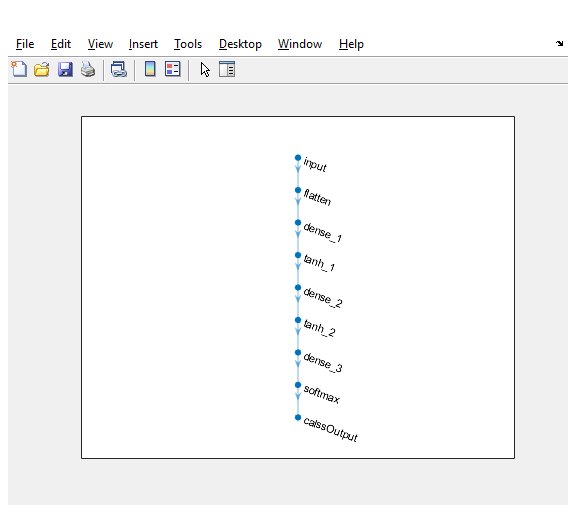 File Edit View Insert Tools Desktop Window Help
input
flatten
dense_1
tanh_1
dense_2
tanh_2
dense_3
softmax
calssOutput